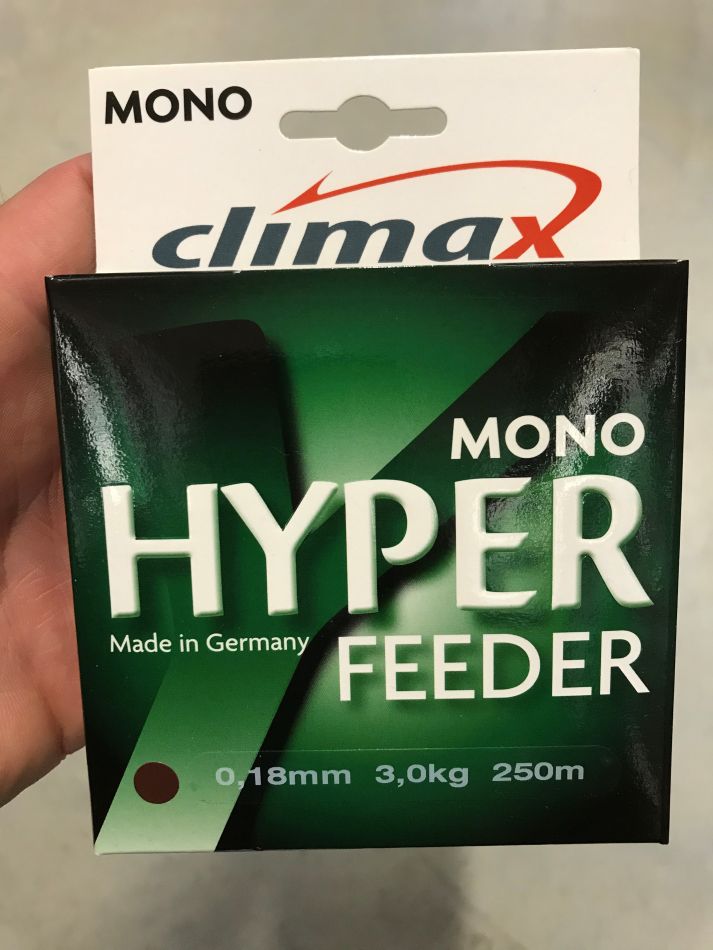 MONO
climax
MONO
HYPER
Made in Germany
FEEDER
0,18mm 3,0kg 250m